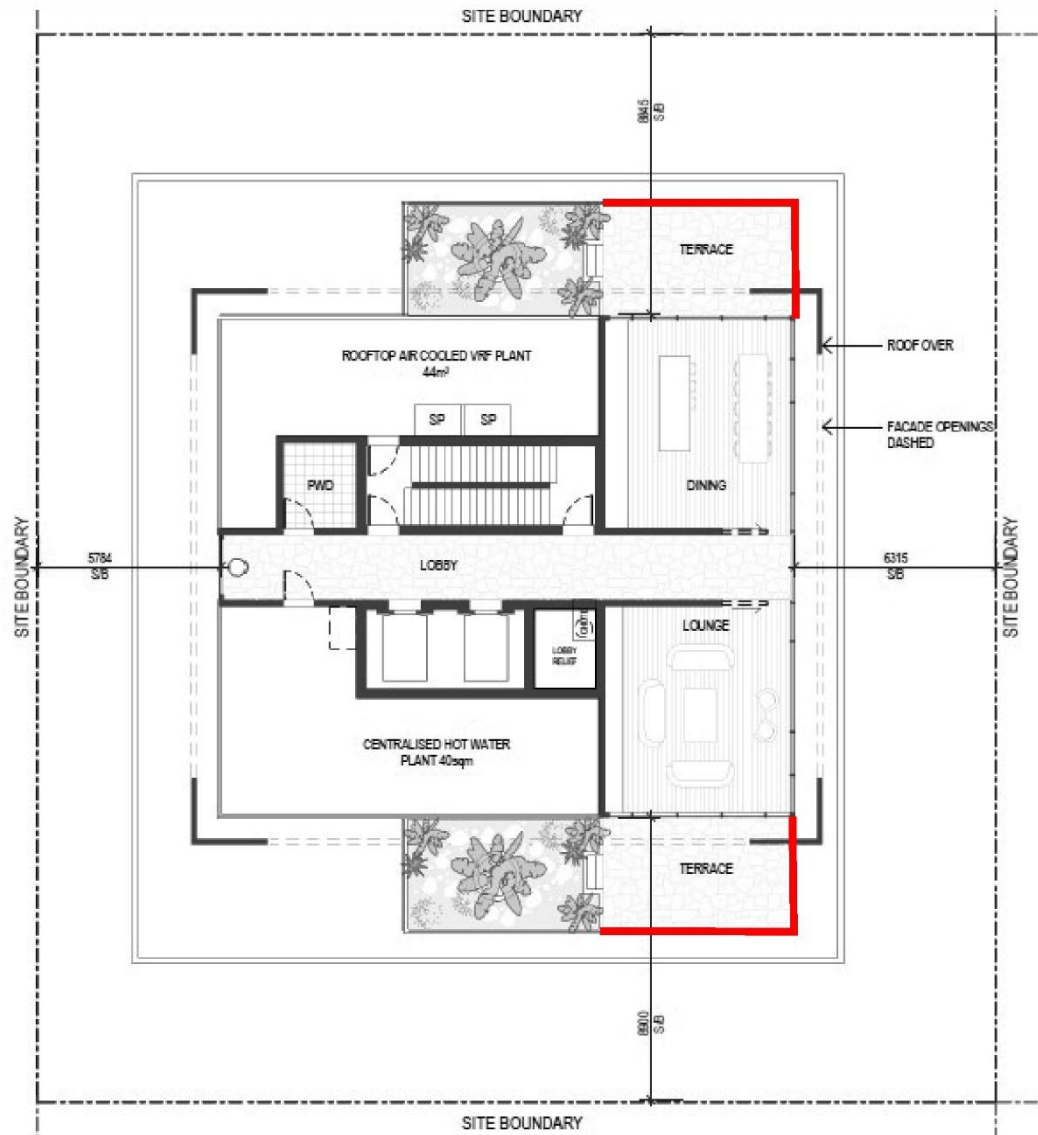 SITE BOUNDARY
8845
S/B
TERRACE
ROOF OVER
ROOFTOP AIR COOLED VRF PLANT
44m²
SP
SP
FACADE OPENINGS
DASHED
PWD
DINING
SITE BOUNDARY
5784
S/B
LOBBY
6315
S/B
SITE BOUNDARY
LOUNGE
CHUTE
LOBBY
RELIEF
CENTRALISED HOT WATER
PLANT 40sqm
TERRACE
8900
S/B
SITE BOUNDARY